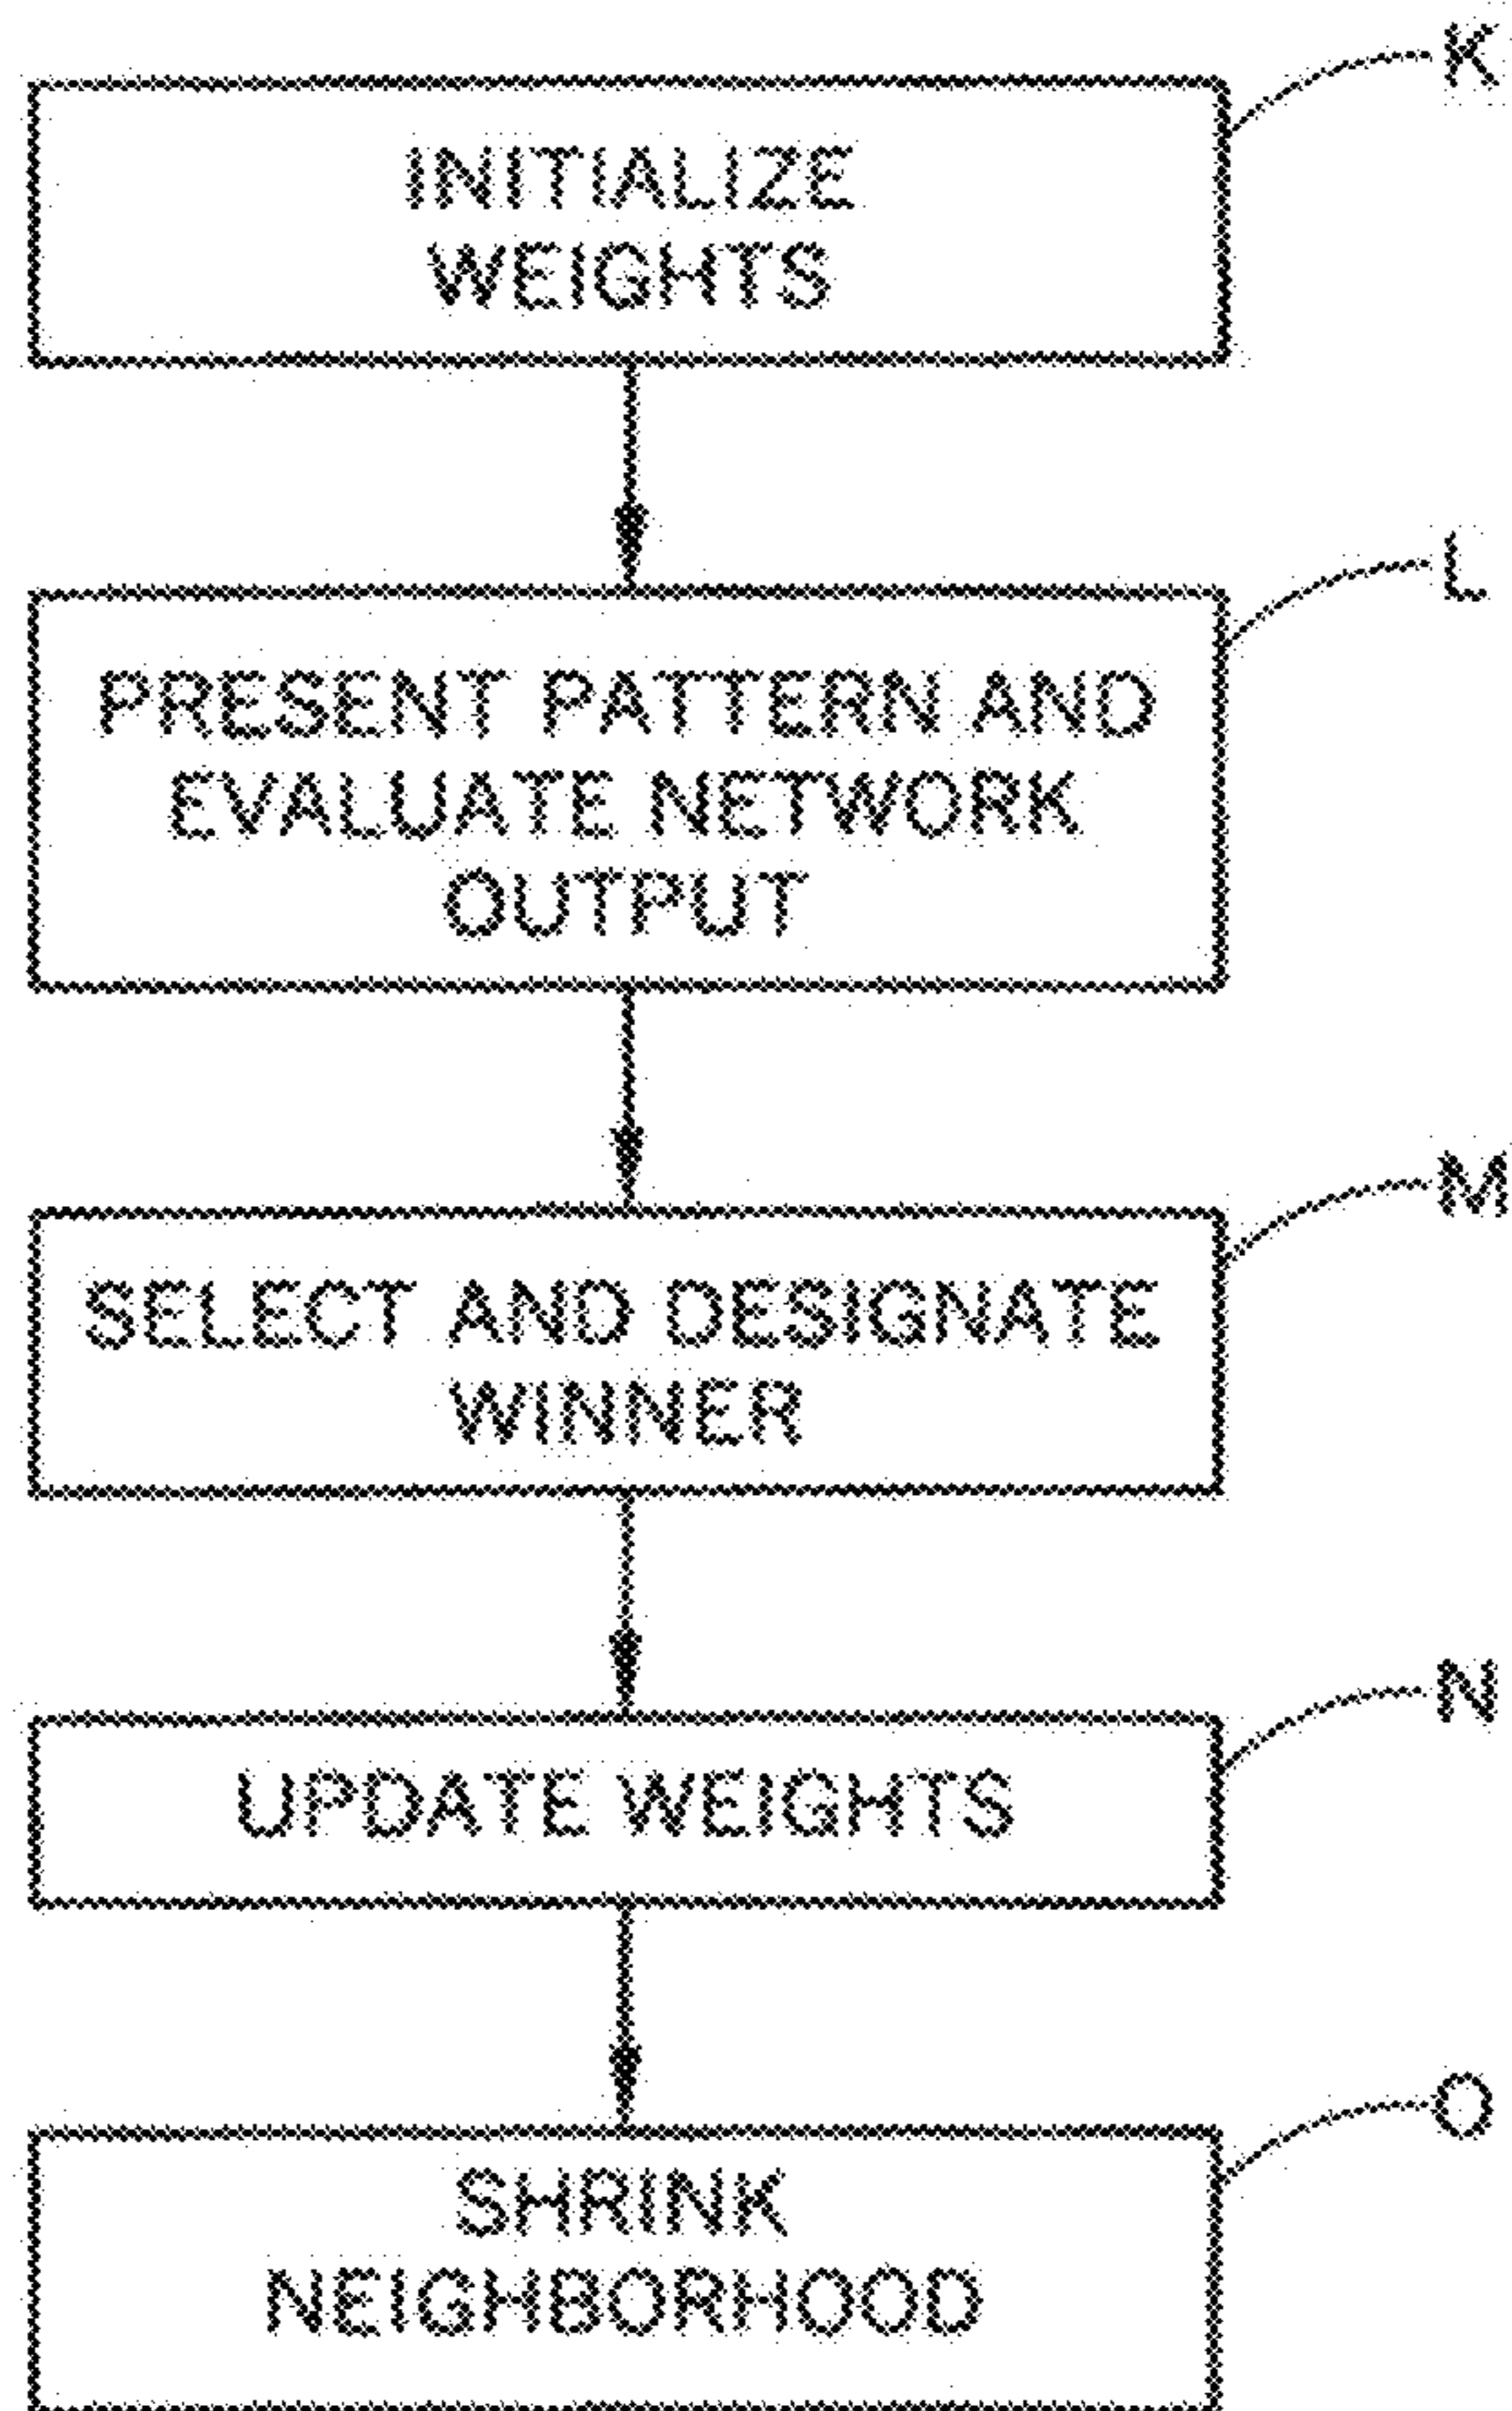 K
INITIALIZE
WEIGHTS
L
PRESENT PATTERN AND
EVALUATE NETWORK
OUTPUT
M
SELECT AND DESIGNATE
WINNER
N
UPDATE WEIGHTS
O
SHRINK
NEIGHBORHOOD